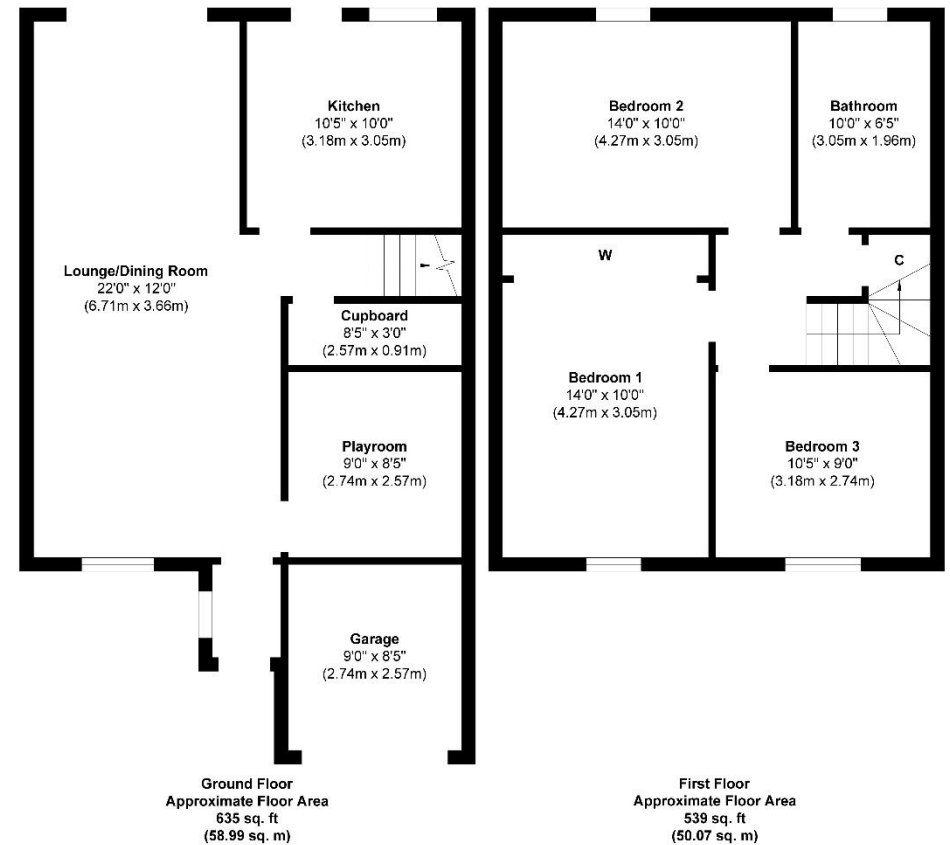 Kitchen
10'5" x 10'0"
(3.18m x 3.05m)
Lounge/Dining Room
22'0" x 12'0"
(6.71m x 3.66m)
Cupboard
8'5" x 3'0"
(2.57m x 0.91m)
Playroom
9'0" x 8'5"
(2.74m x 2.57m)
Garage
9'0" x 8'5"
(2.74m x 2.57m)
Ground Floor
Approximate Floor Area
635 sq. ft
(58.99 sq. m)
Bedroom 2
14'0" x 10'0"
(4.27m x 3.05m)
Bathroom
10'0" x 6'5"
(3.05m x 1.96m)
W
C
Bedroom 1
14'0" x 10'0"
(4.27m x 3.05m)
Bedroom 3
10'5" x 9'0"
(3.18m x 2.74m)
First Floor
Approximate Floor Area
539 sq. ft
(50.07 sq. m)